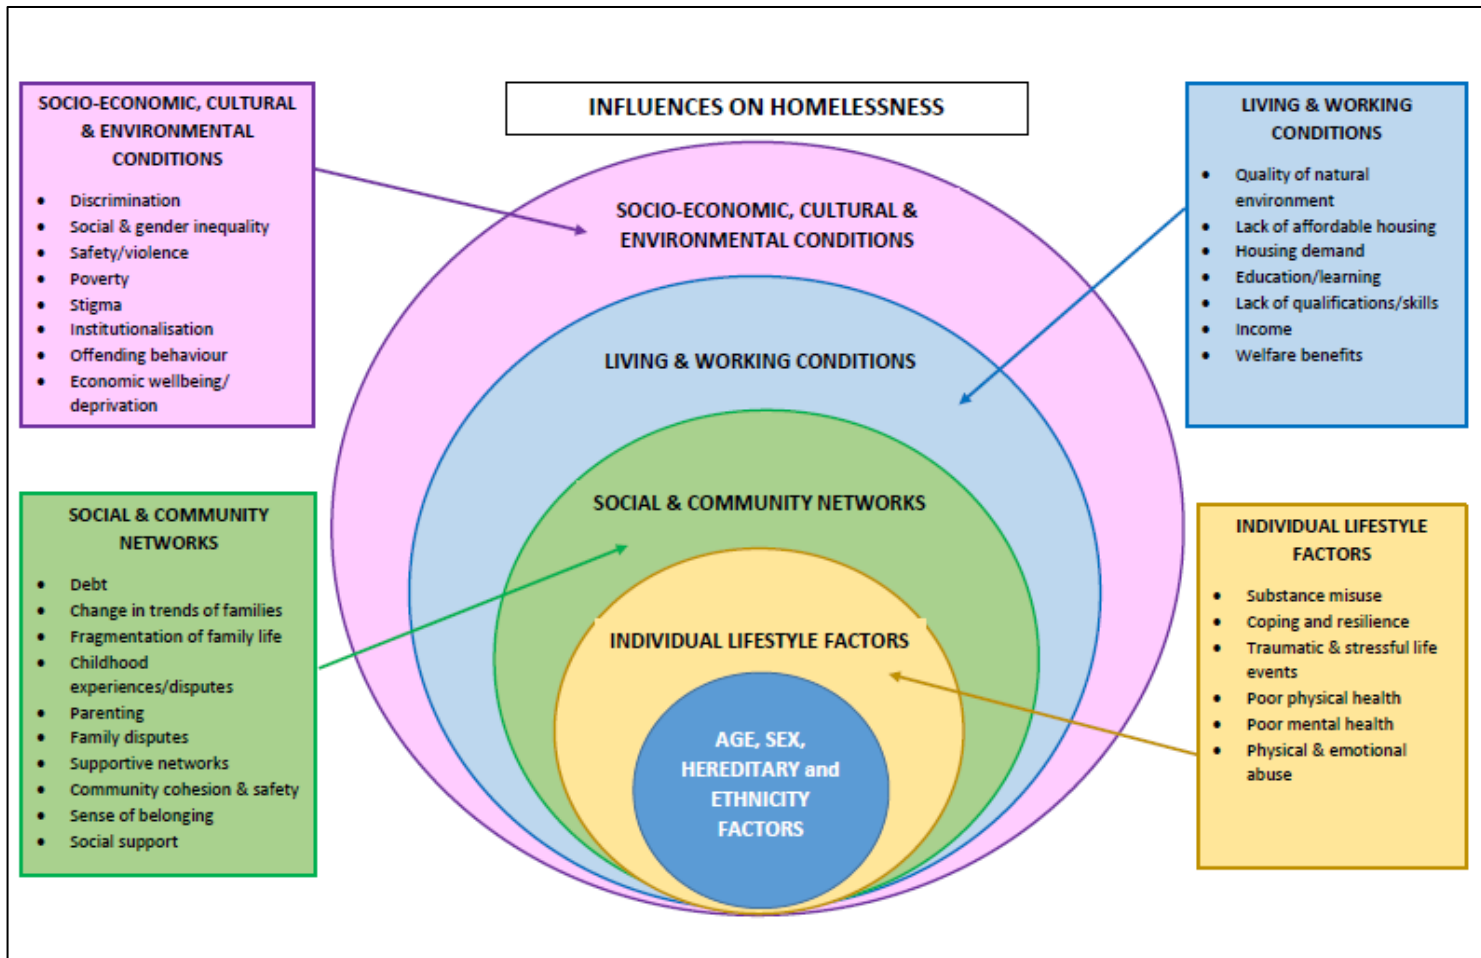 INFLUENCES ON HOMELESSNESS
SOCIO-ECONOMIC, CULTURAL
& ENVIRONMENTAL
CONDITIONS
• Discrimination
• Social & gender inequality
• Safety/violence
• Poverty
• Stigma
• Institutionalisation
• Offending behaviour
• Economic wellbeing/
deprivation
LIVING & WORKING
CONDITIONS
• Quality of natural
environment
• Lack of affordable housing
• Housing demand
• Education/learning
• Lack of qualifications/skills
• Income
• Welfare benefits
SOCIO-ECONOMIC, CULTURAL &
ENVIRONMENTAL CONDITIONS
LIVING & WORKING CONDITIONS
SOCIAL & COMMUNITY NETWORKS
INDIVIDUAL LIFESTYLE FACTORS
AGE, SEX,
HEREDITARY and
ETHNICITY
FACTORS
SOCIAL & COMMUNITY
NETWORKS
• Debt
• Change in trends of families
• Fragmentation of family life
• Childhood
experiences/disputes
• Parenting
• Family disputes
• Supportive networks
• Community cohesion & safety
• Sense of belonging
• Social support
INDIVIDUAL LIFESTYLE
FACTORS
• Substance misuse
• Coping and resilience
• Traumatic & stressful life
events
• Poor physical health
• Poor mental health
• Physical & emotional
abuse